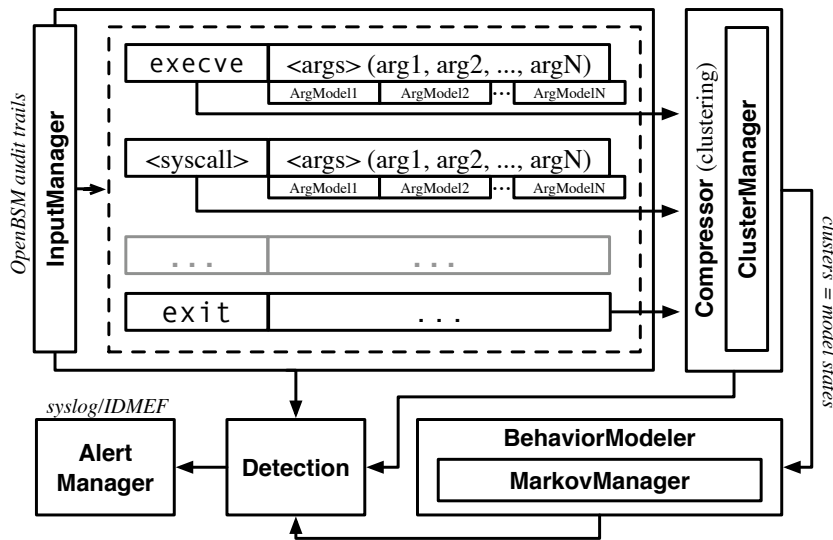 OpenBSM audit trails
InputManager
execve
<args> (arg1, arg2, ..., argN)
ArgModel1
ArgModel2
...
ArgModelN
<syscall>
<args> (arg1, arg2, ..., argN)
ArgModel1
ArgModel2
...
ArgModelN
...
...
exit
...
Compressor (clustering)
ClusterManager
clusters = model states
syslog/IDMEF
Alert
Manager
Detection
BehaviorModeler
MarkovManager